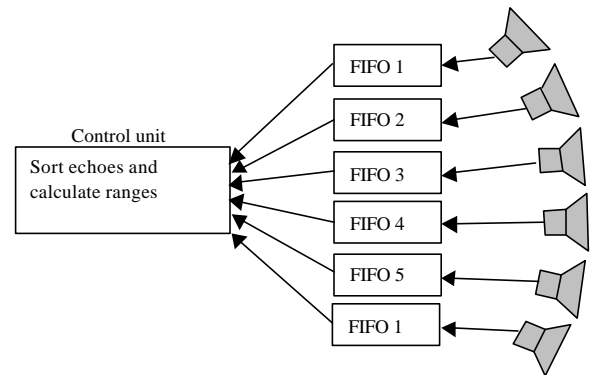 FIFO 1
FIFO 2
Control unit
Sort echoes and
calculate ranges
FIFO 3
FIFO 4
FIFO 5
FIFO 1